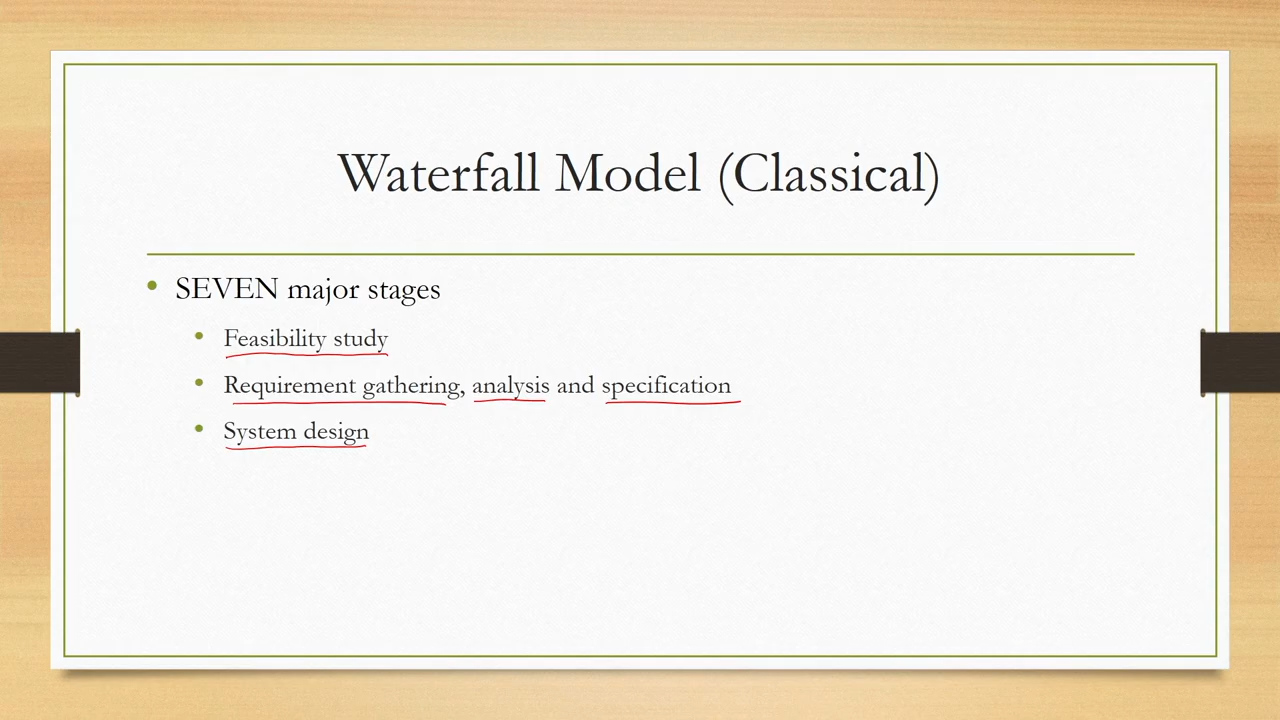 Waterfall Model (Classical)
• SEVEN major stages
• Feasibility study
• Requirement gathering, analysis and specification
• System design